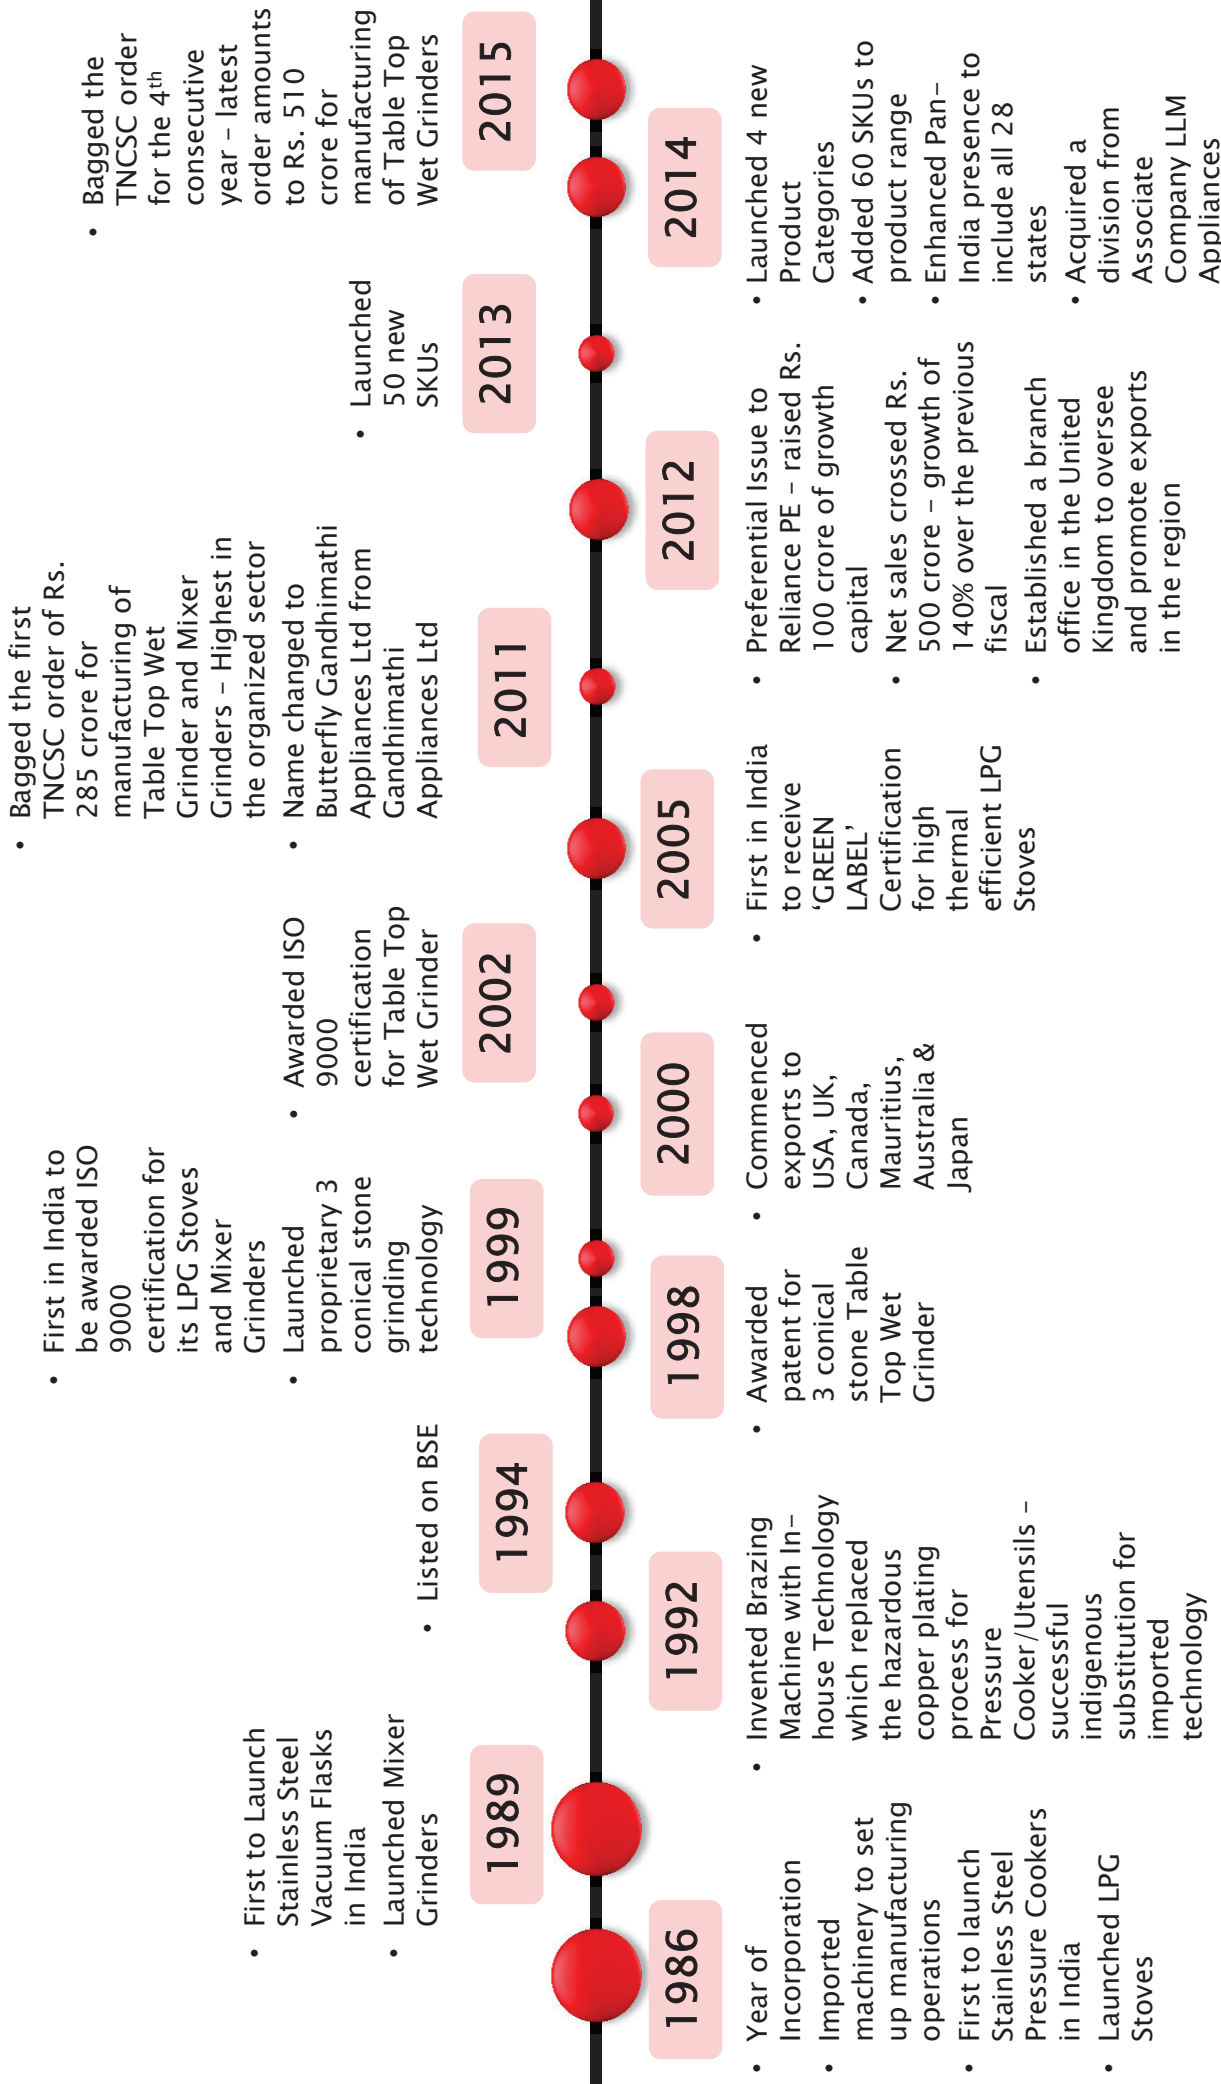 • First to Launch
Stainless Steel
Vacuum Flasks
in India
• Launched Mixer
Grinders
1989
• Listed on BSE
1994
• First in India to
be awarded ISO
9000
certification for
its LPG Stoves
and Mixer
Grinders
• Launched
proprietary 3
conical stone
grinding
technology
1999
• Awarded ISO
9000
certification
for Table Top
Wet Grinder
2002
• Bagged the first
TNCSC order of Rs.
285 crore for
manufacturing of
Table Top Wet
Grinder and Mixer
Grinders – Highest in
the organized sector
• Name changed to
Butterfly Gandhimathi
Appliances Ltd from
Gandhimathi
Appliances Ltd
2011
• Launched
50 new
SKUs
2013
• Bagged the
TNCSC order
for the 4th
consecutive
year – latest
order amounts
to Rs. 510
crore for
manufacturing
of Table Top
Wet Grinders
2015
1986
• Year of
Incorporation
• Imported
machinery to set
up manufacturing
operations
• First to launch
Stainless Steel
Pressure Cookers
in India
• Launched LPG
Stoves
1992
• Invented Brazing
Machine with In-
house Technology
which replaced
the hazardous
copper plating
process for
Pressure
Cooker/Utensils –
successful
indigenous
substitution for
imported
technology
1998
• Awarded
patent for
3 conical
stone Table
Top Wet
Grinder
2000
• Commenced
exports to
USA, UK,
Canada,
Mauritius,
Australia &
Japan
2005
• First in India
to receive
‘GREEN
LABEL’
Certification
for high
thermal
efficient LPG
Stoves
2012
• Preferential Issue to
Reliance PE – raised Rs.
100 crore of growth
capital
• Net sales crossed Rs.
500 crore – growth of
140% over the previous
fiscal
• Established a branch
office in the United
Kingdom to oversee
and promote exports
in the region
2014
• Launched 4 new
Product
Categories
• Added 60 SKUs to
product range
• Enhanced Pan-
India presence to
include all 28
states
• Acquired a
division from
Associate
Company LLM
Appliances